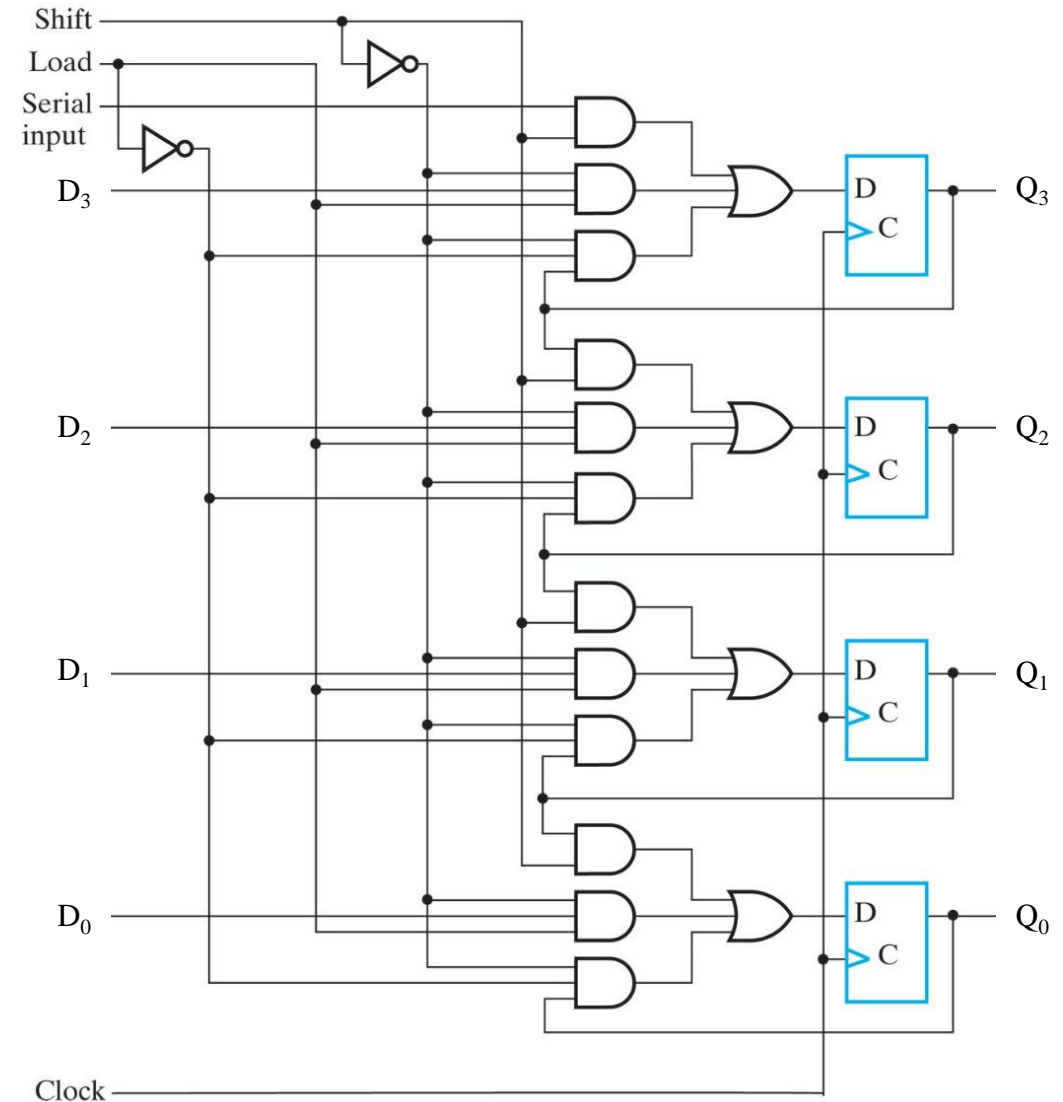 Shift
Load
Serial
input
D₃ D C Q₃
D₂ D C Q₂
D₁ D C Q₁
D₀ D C Q₀
Clock